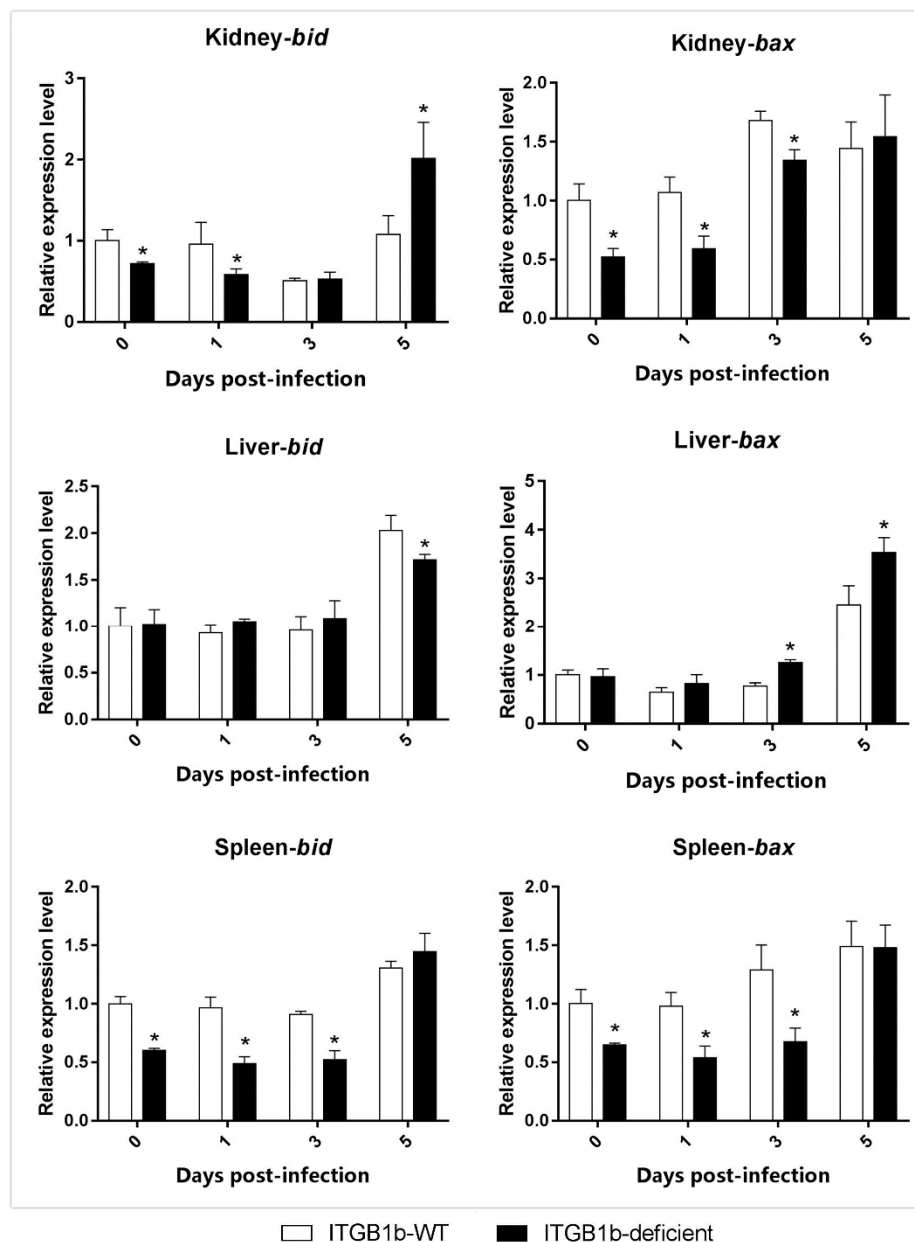 Kidney-bid
Relative expression level
3
2
1
0
*
*
*
0 1 3 5
Days post-infection
Kidney-bax
Relative expression level
2.0
1.5
1.0
0.5
0.0
*
*
*
0 1 3 5
Days post-infection
Liver-bid
Relative expression level
2.5
2.0
1.5
1.0
0.5
0.0
*
0 1 3 5
Days post-infection
Liver-bax
Relative expression level
5
4
3
2
1
0
*
*
0 1 3 5
Days post-infection
Spleen-bid
Relative expression level
2.0
1.5
1.0
0.5
0.0
* * *
0 1 3 5
Days post-infection
Spleen-bax
Relative expression level
2.0
1.5
1.0
0.5
0.0
* * *
0 1 3 5
Days post-infection
ITGB1b-WT ITGB1b-deficient